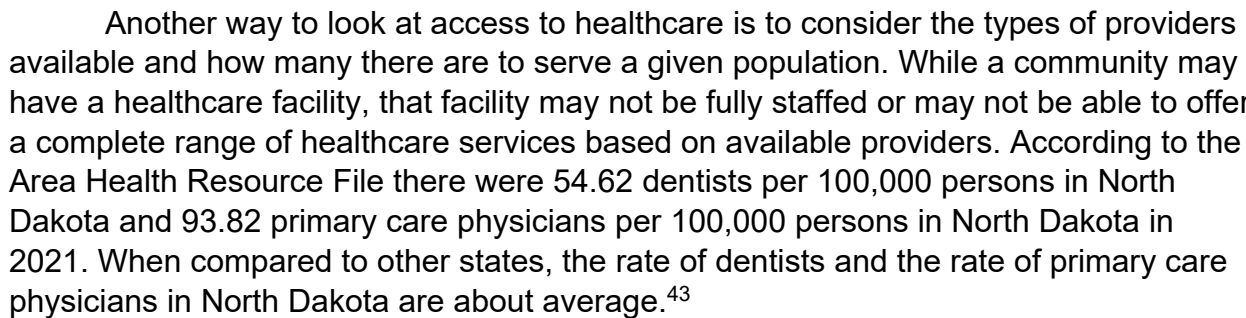 Another way to look at access to healthcare is to consider the types of providers
available and how many there are to serve a given population. While a community may
have a healthcare facility, that facility may not be fully staffed or may not be able to offer
a complete range of healthcare services based on available providers. According to the
Area Health Resource File there were 54.62 dentists per 100,000 persons in North
Dakota and 93.82 primary care physicians per 100,000 persons in North Dakota in
2021. When compared to other states, the rate of dentists and the rate of primary care
physicians in North Dakota are about average.43